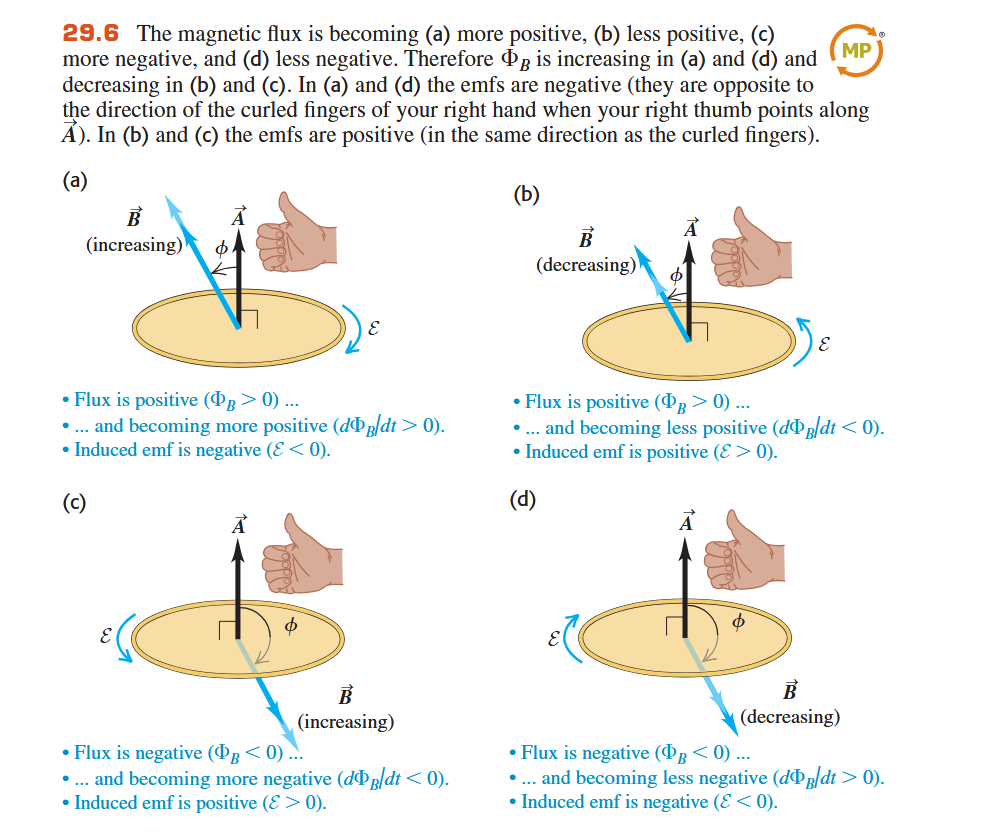 29.6 The magnetic flux is becoming (a) more positive, (b) less positive, (c)
more negative, and (d) less negative. Therefore Φ_B is increasing in (a) and (d) and
decreasing in (b) and (c). In (a) and (d) the emfs are negative (they are opposite to
the direction of the curled fingers of your right hand when your right thumb points along
A⃗). In (b) and (c) the emfs are positive (in the same direction as the curled fingers).
MP®
(a)
B⃗
(increasing)
ϕ
A⃗
ℰ
• Flux is positive (Φ_B > 0) ...
• ... and becoming more positive (dΦ_B/dt > 0).
• Induced emf is negative (ℰ < 0).
(b)
B⃗
(decreasing)
ϕ
A⃗
ℰ
• Flux is positive (Φ_B > 0) ...
• ... and becoming less positive (dΦ_B/dt < 0).
• Induced emf is positive (ℰ > 0).
(c)
A⃗
ℰ
ϕ
B⃗
(increasing)
• Flux is negative (Φ_B < 0) ...
• ... and becoming more negative (dΦ_B/dt < 0).
• Induced emf is positive (ℰ > 0).
(d)
A⃗
ℰ
ϕ
B⃗
(decreasing)
• Flux is negative (Φ_B < 0) ...
• ... and becoming less negative (dΦ_B/dt > 0).
• Induced emf is negative (ℰ < 0).